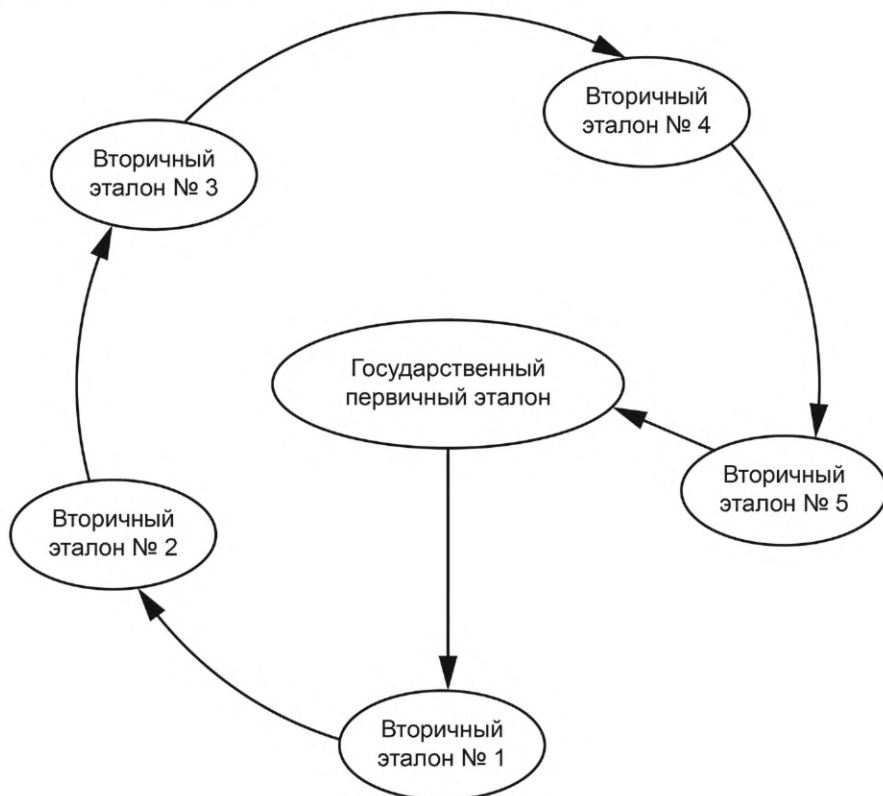 Вторичный
эталон № 4
Вторичный
эталон № 3
Государственный
первичный эталон
Вторичный
эталон № 5
Вторичный
эталон № 2
Вторичный
эталон № 1